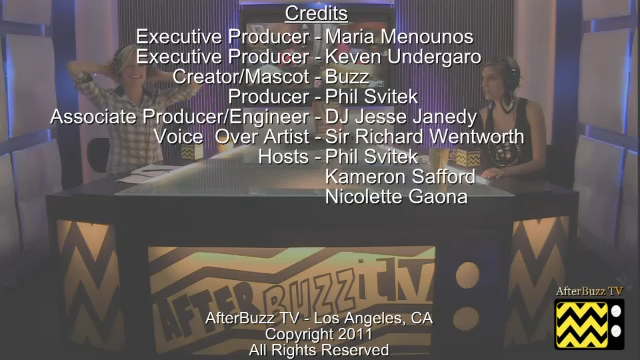 Credits
Executive Producer - Maria Menounos
Executive Producer - Keven Undergaro
Creator/Mascot - Buzz
Producer - Phil Svitek
Associate Producer/Engineer - DJ Jesse Janedy
Voice Over Artist - Sir Richard Wentworth
Hosts - Phil Svitek
Kameron Safford
Nicolette Gaona
AFTERBUZZ TV
AfterBuzz TV
AfterBuzz TV - Los Angeles, CA
Copyright 2011
All Rights Reserved